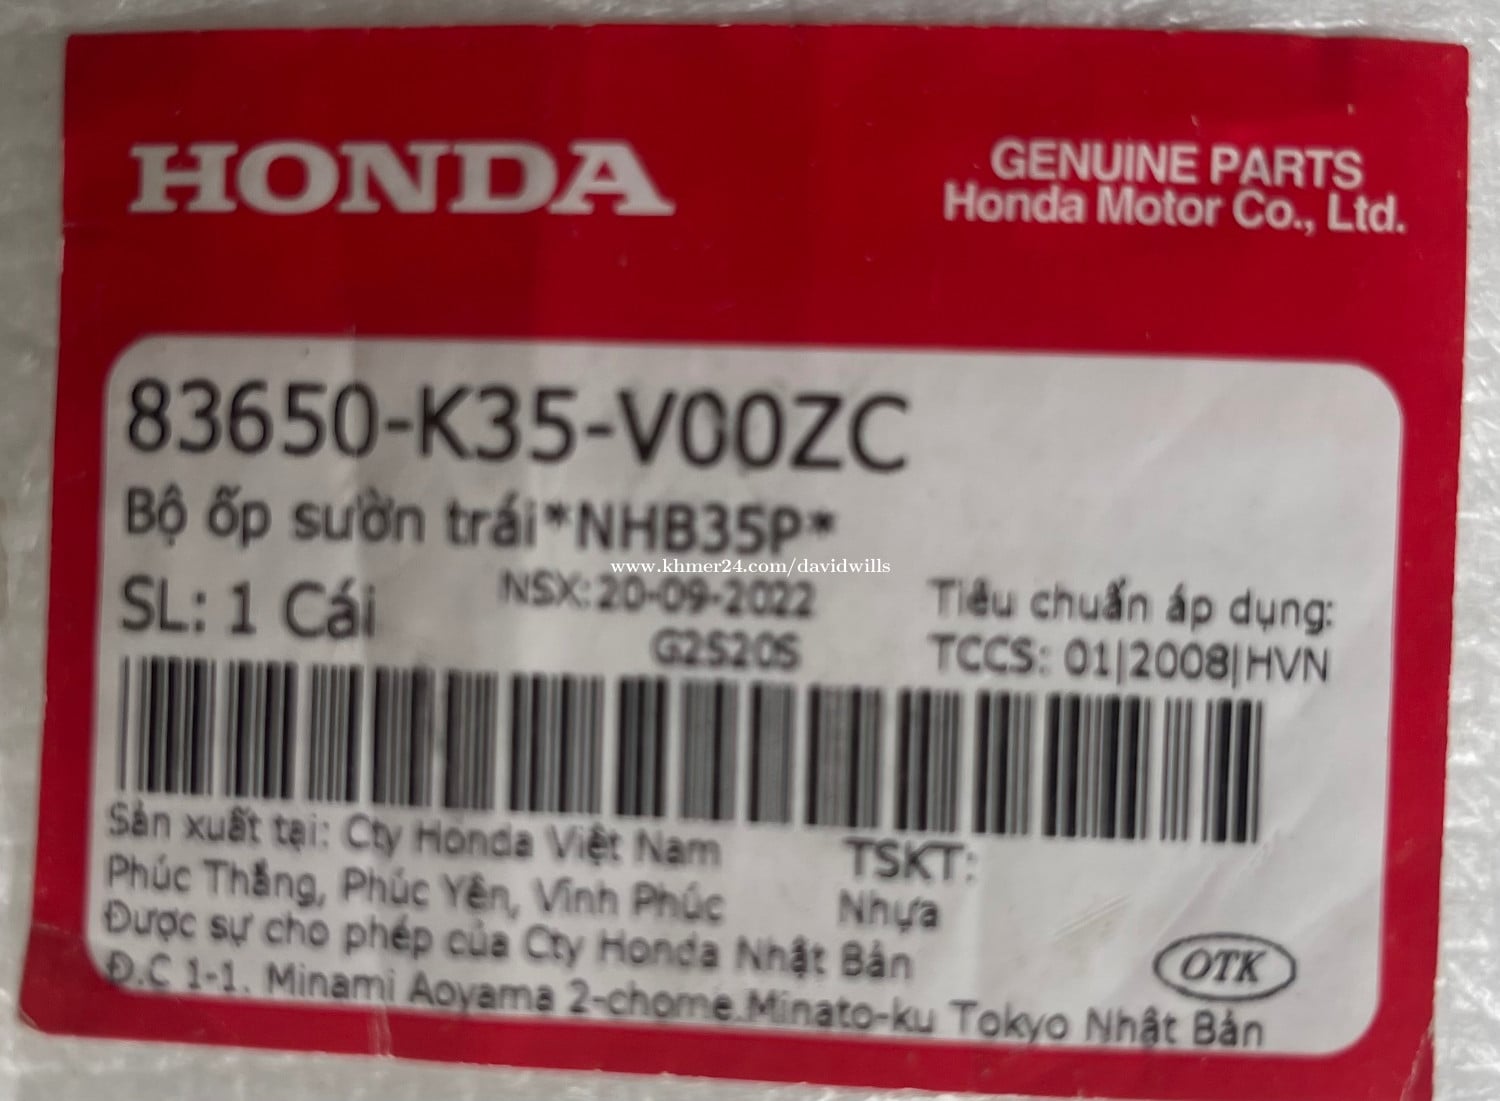 HONDA
GENUINE PARTS
Honda Motor Co., Ltd.
83650-K35-V00ZC
Bộ ốp sườn trái*NHB35P*
www.khmer24.com/davidwills
SL: 1 Cái
NSX:20-09-2022
G2520S
Tiêu chuẩn áp dụng:
TCCS: 01|2008|HVN
Sản xuất tại: Cty Honda Việt Nam
Phúc Thắng, Phúc Yên, Vĩnh Phúc
Được sự cho phép của Cty Honda Nhật Bản
Đ.C 1-1. Minami Aoyama 2-chome.Minato-ku Tokyo Nhật Bản
TSKT:
Nhựa
OTK